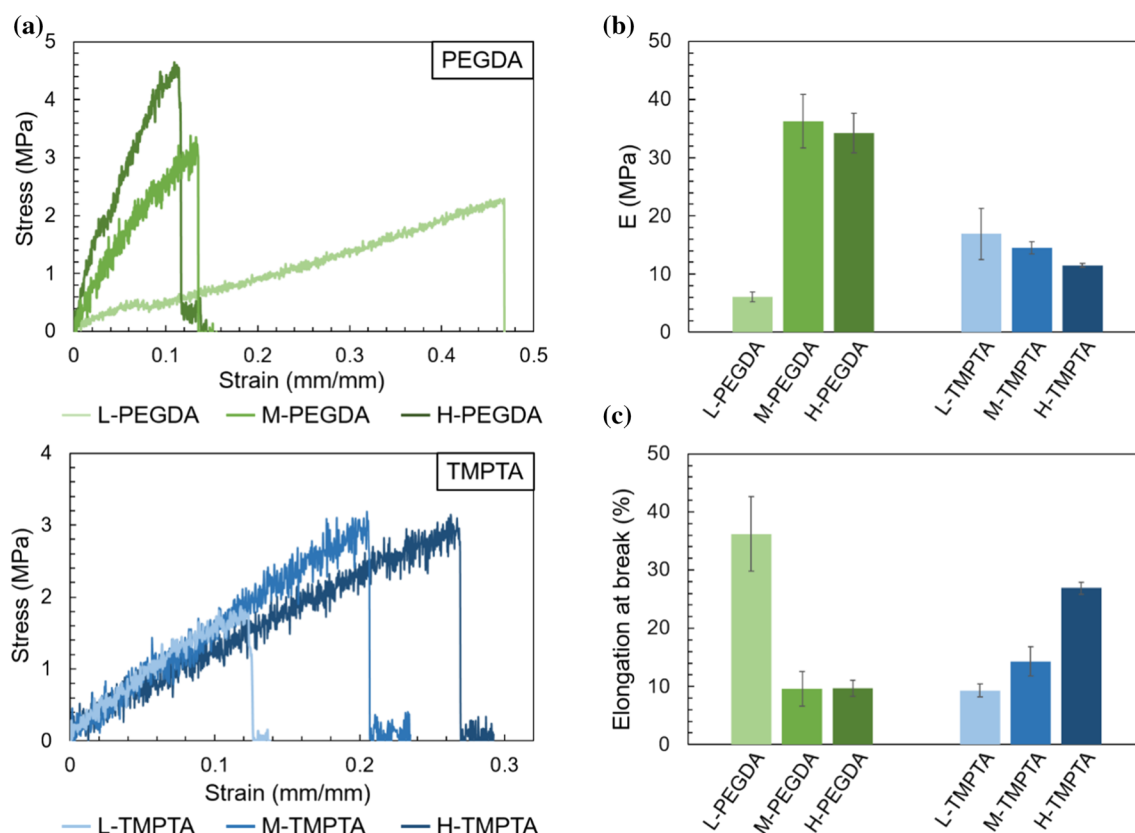 (a)
PEGDA
Stress (MPa)
5
4
3
2
1
0
0 0.1 0.2 0.3 0.4 0.5
Strain (mm/mm)
L-PEGDA M-PEGDA H-PEGDA
TMPTA
Stress (MPa)
4
3
2
1
0
0 0.1 0.2 0.3
Strain (mm/mm)
L-TMPTA M-TMPTA H-TMPTA
(b)
E (MPa)
50
40
30
20
10
0
L-PEGDA M-PEGDA H-PEGDA L-TMPTA M-TMPTA H-TMPTA
(c)
Elongation at break (%)
50
40
30
20
10
0
L-PEGDA M-PEGDA H-PEGDA L-TMPTA M-TMPTA H-TMPTA